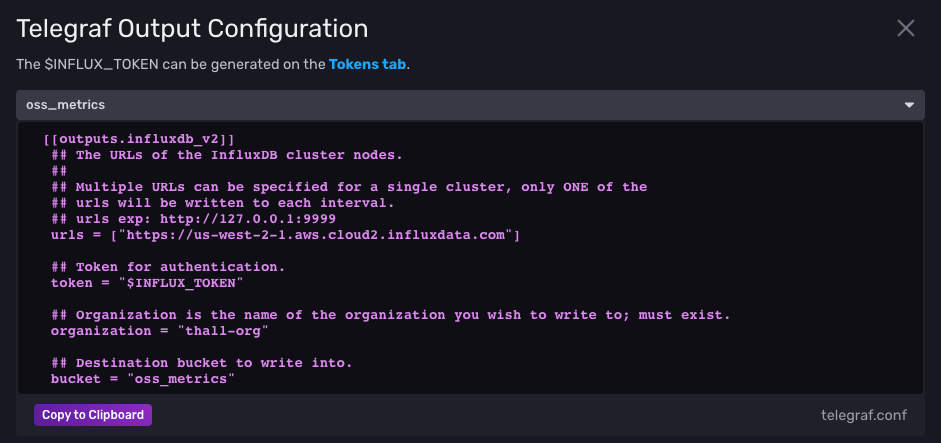 Telegraf Output Configuration
The $INFLUX_TOKEN can be generated on the Tokens tab.
oss_metrics
[[outputs.influxdb_v2]]
## The URLs of the InfluxDB cluster nodes.
##
## Multiple URLs can be specified for a single cluster, only ONE of the
## urls will be written to each interval.
## urls exp: http://127.0.0.1:9999
urls = ["https://us-west-2-1.aws.cloud2.influxdata.com"]
## Token for authentication.
token = "$INFLUX_TOKEN"
## Organization is the name of the organization you wish to write to; must exist.
organization = "thall-org"
## Destination bucket to write into.
bucket = "oss_metrics"
Copy to Clipboard
telegraf.conf